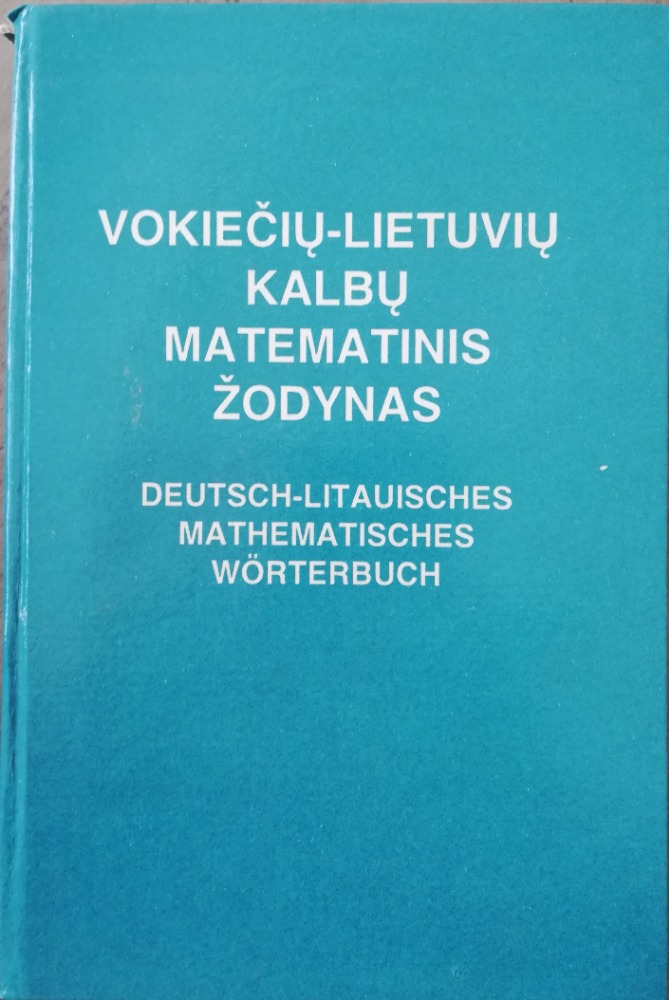 VOKIEČIŲ-LIETUVIŲ
KALBŲ
MATEMATINIS
ŽODYNAS
DEUTSCH-LITAUISCHES
MATHEMATISCHES
WÖRTERBUCH